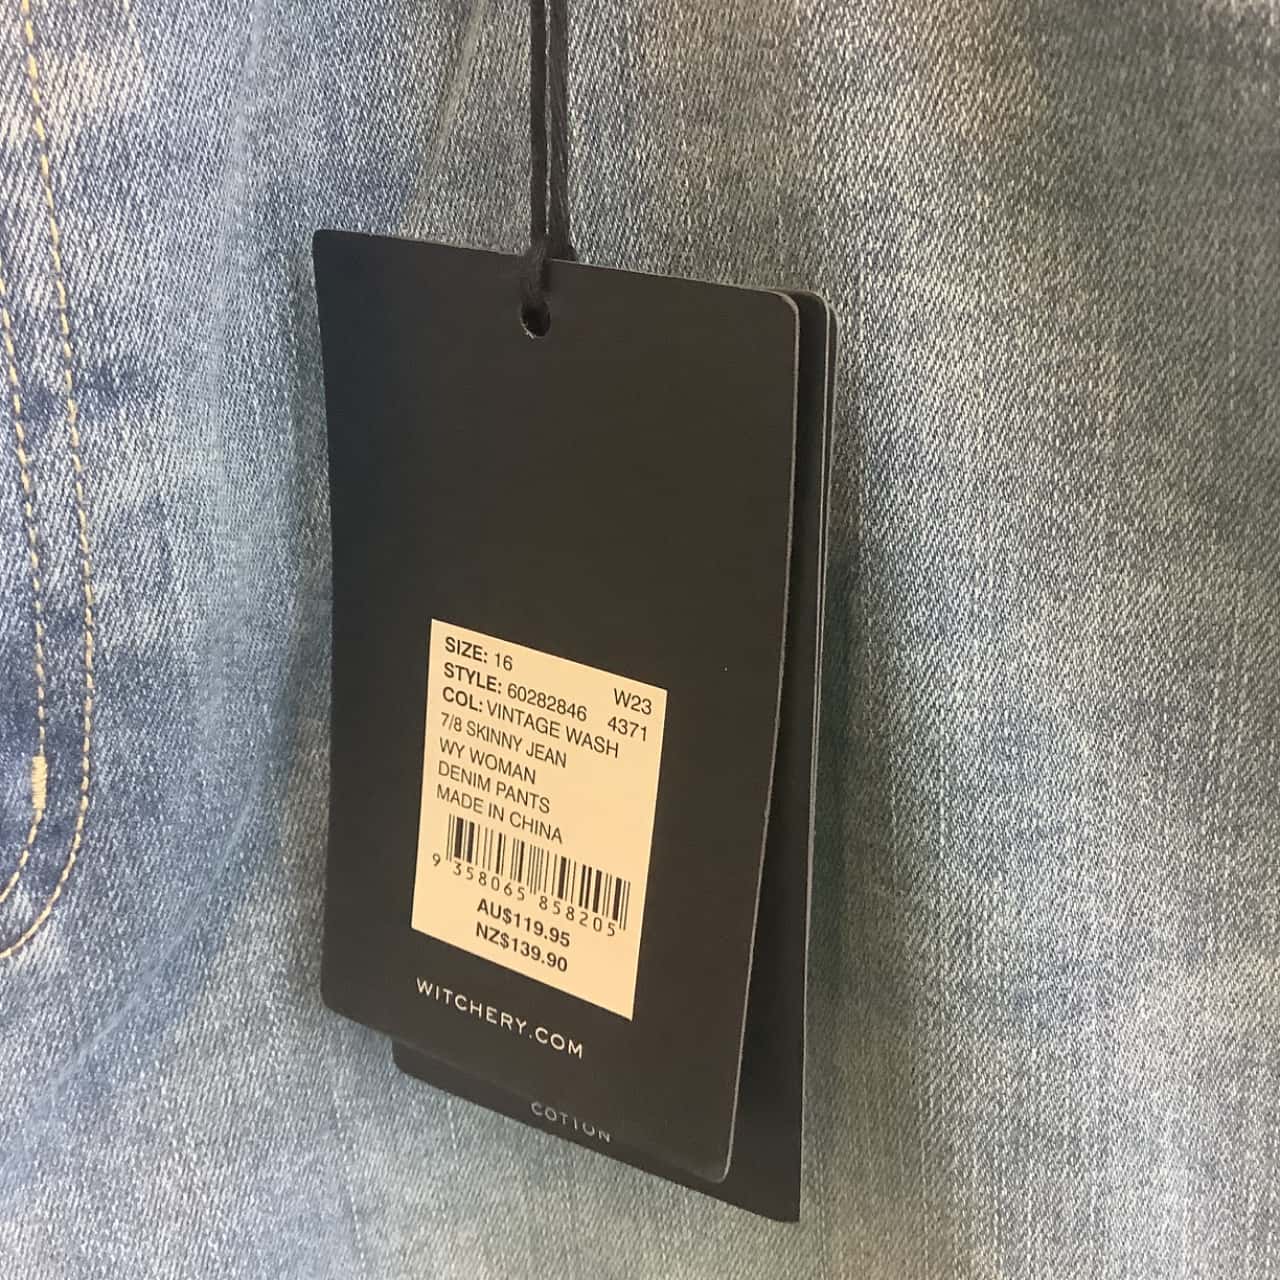 SIZE: 16 W23
STYLE: 60282846 4371
COL: VINTAGE WASH
7/8 SKINNY JEAN
WY WOMAN
DENIM PANTS
MADE IN CHINA
9 358065 858205
AU$119.95
NZ$139.90
WITCHERY.COM
COTTON